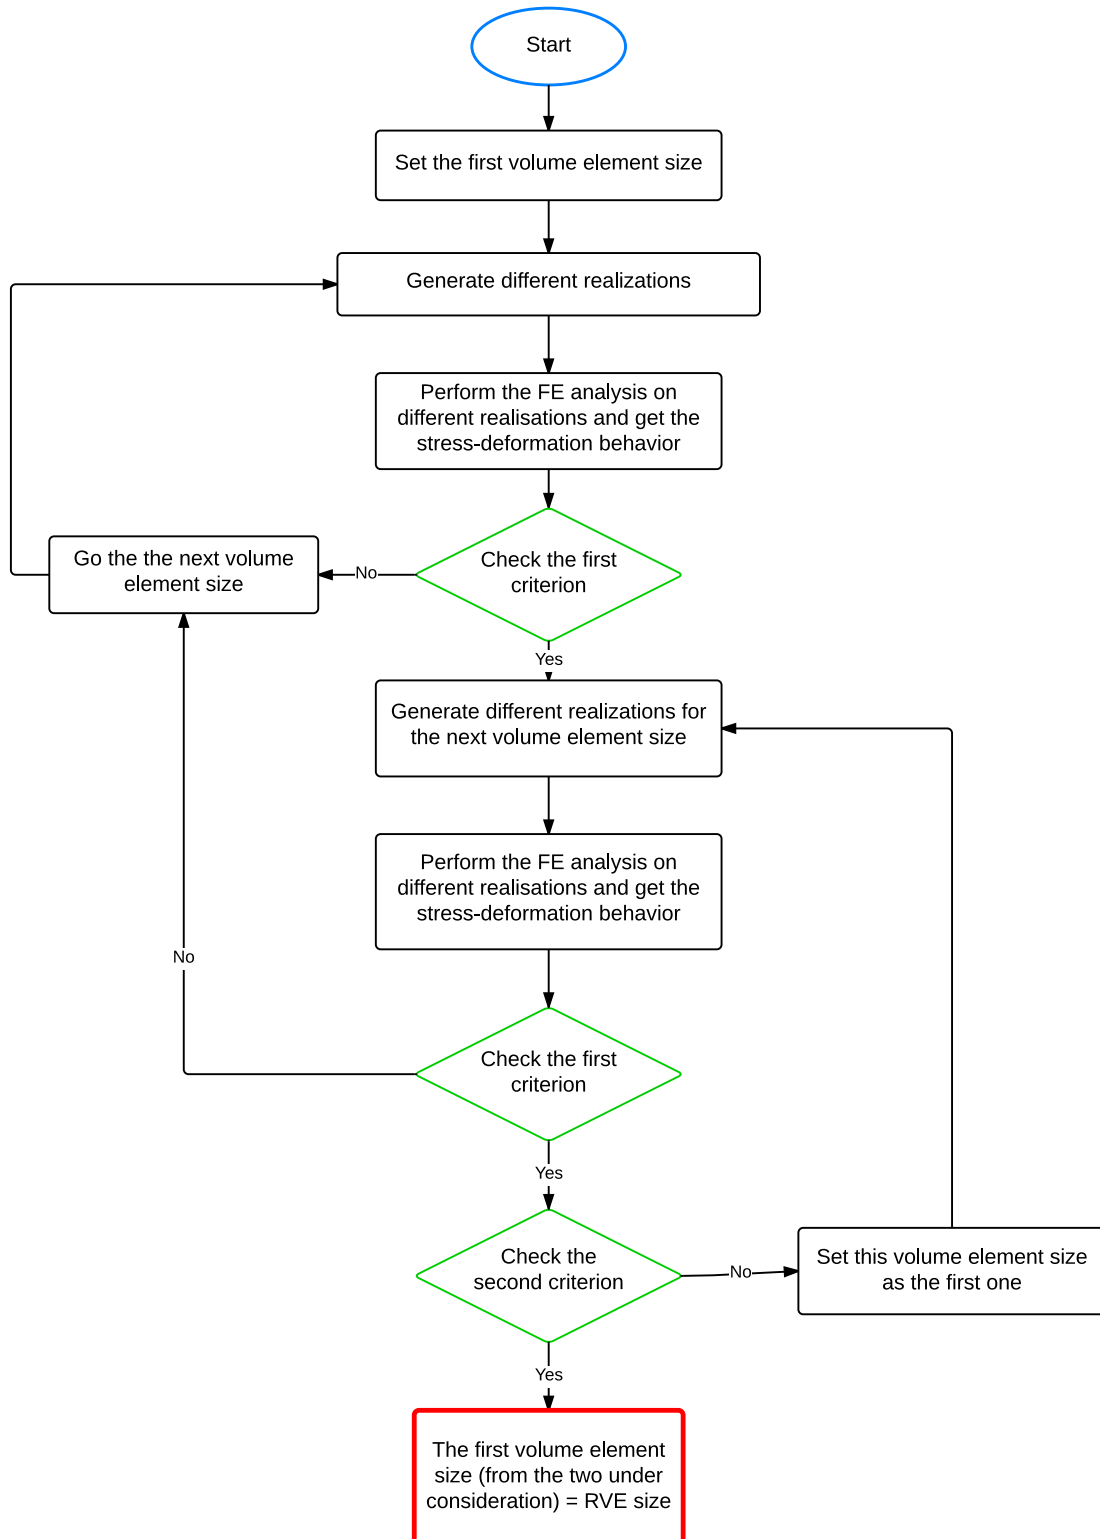 Start
Set the first volume element size
Generate different realizations
Perform the FE analysis on
different realisations and get the
stress-deformation behavior
Go the the next volume
element size
No
Check the first
criterion
Yes
Generate different realizations for
the next volume element size
Perform the FE analysis on
different realisations and get the
stress-deformation behavior
No
Check the first
criterion
Yes
Check the
second criterion
No
Set this volume element size
as the first one
Yes
The first volume element
size (from the two under
consideration) = RVE size